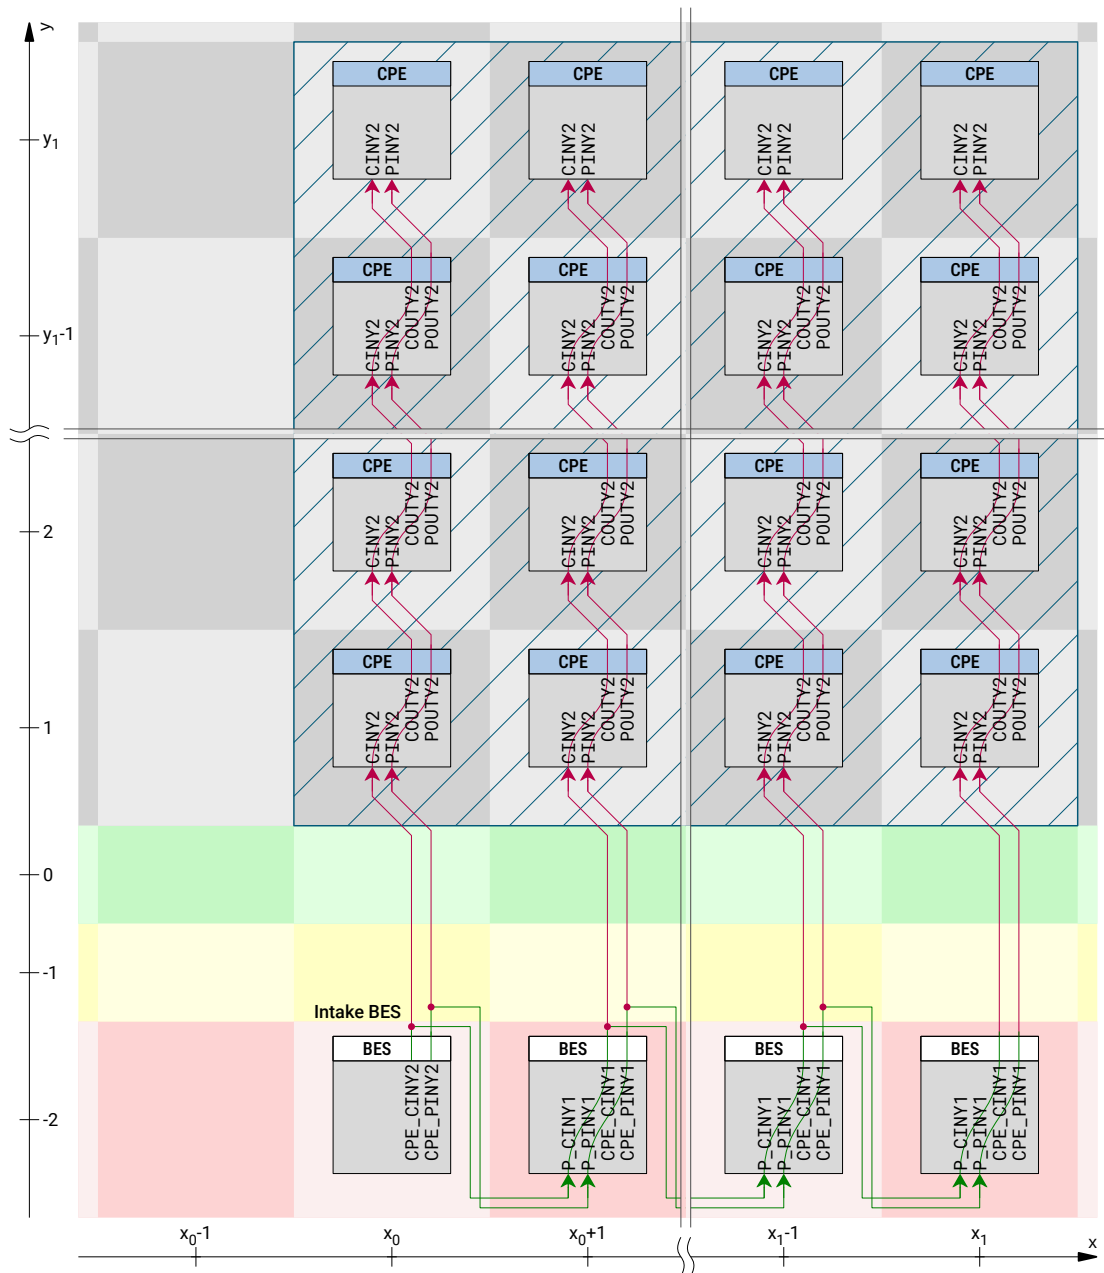 y
CPE CPE CPE CPE
y1
CINY2 PINY2 CINY2 PINY2 CINY2 PINY2 CINY2 PINY2
CPE CPE CPE CPE
y1-1
CINY2 PINY2 COUTY2 POUTY2 CINY2 PINY2 COUTY2 POUTY2 CINY2 PINY2 COUTY2 POUTY2 CINY2 PINY2 COUTY2 POUTY2
CPE CPE CPE CPE
2
CINY2 PINY2 COUTY2 POUTY2 CINY2 PINY2 COUTY2 POUTY2 CINY2 PINY2 COUTY2 POUTY2 CINY2 PINY2 COUTY2 POUTY2
CPE CPE CPE CPE
1
CINY2 PINY2 COUTY2 POUTY2 CINY2 PINY2 COUTY2 POUTY2 CINY2 PINY2 COUTY2 POUTY2 CINY2 PINY2 COUTY2 POUTY2
0
-1
Intake BES
BES BES BES BES
-2
CPE_CINY2 CPE_PINY2 P_CINY1 P_PINY1 CPE_CINY1 CPE_PINY1 P_CINY1 P_PINY1 CPE_CINY1 CPE_PINY1 P_CINY1 P_PINY1 CPE_CINY1 CPE_PINY1
x0-1 x0 x0+1 x1-1 x1 x